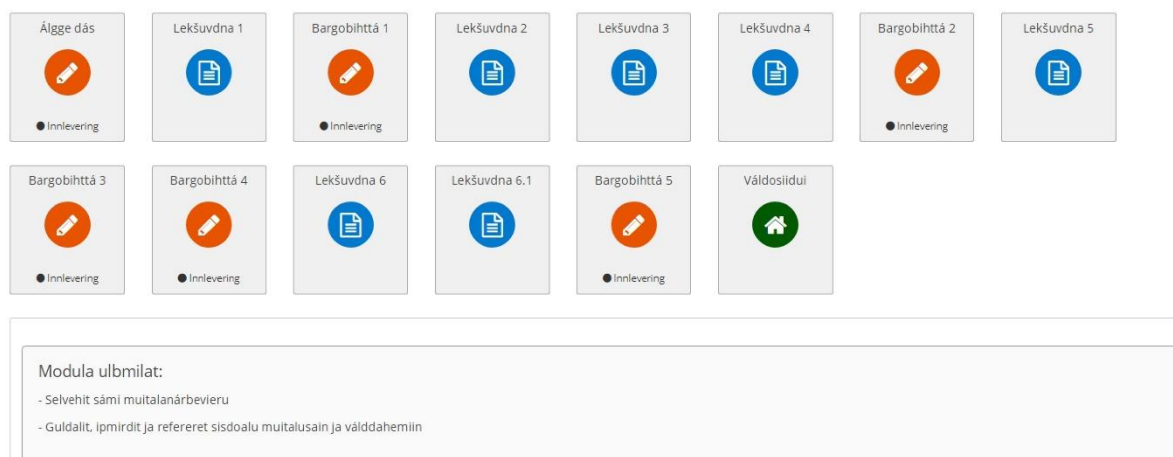 Álgge dás Lekšuvdna 1 Bargobihttá 1 Lekšuvdna 2 Lekšuvdna 3 Lekšuvdna 4 Bargobihttá 2 Lekšuvdna 5
Innlevering Innlevering Innlevering
Bargobihttá 3 Bargobihttá 4 Lekšuvdna 6 Lekšuvdna 6.1 Bargobihttá 5 Váldosiidui
Innlevering Innlevering Innlevering
Modula ulbmilat:
- Selvehit sámi muitalanárbevieru
- Guldalit, ipmirdit ja refereret sisdoalu muitalusain ja válddahemiin